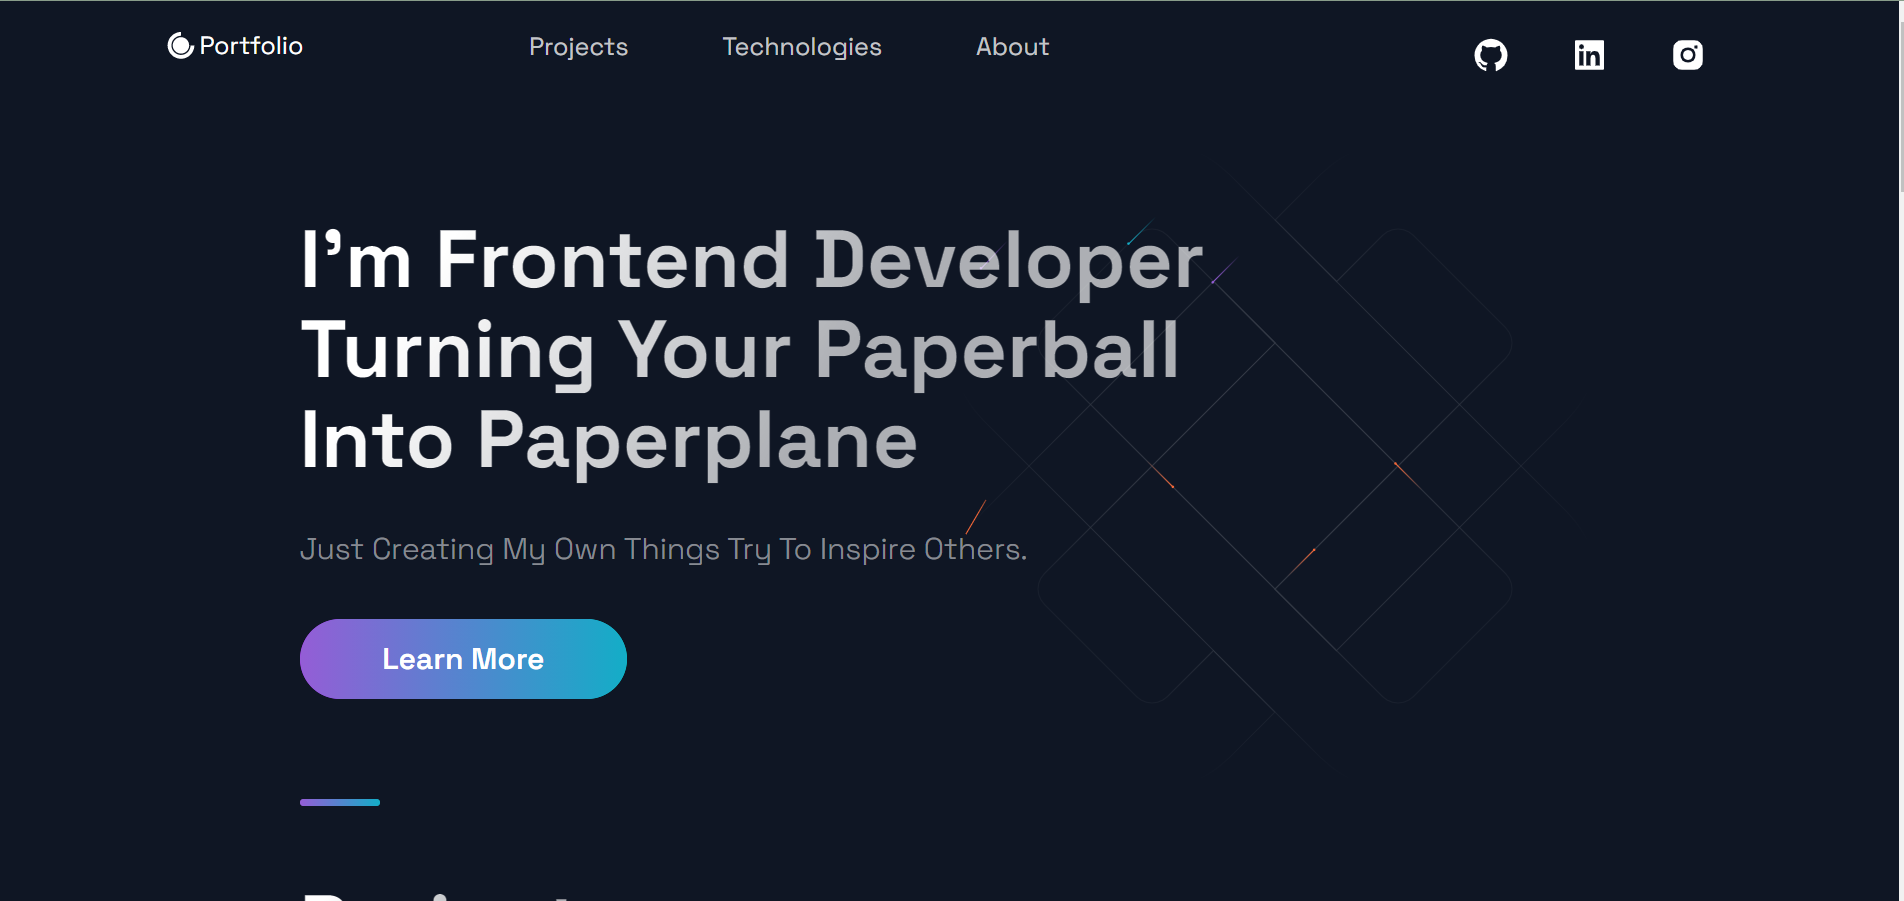 Portfolio
Projects
Technologies
About
I'm Frontend Developer
Turning Your Paperball
Into Paperplane
Just Creating My Own Things Try To Inspire Others.
Learn More